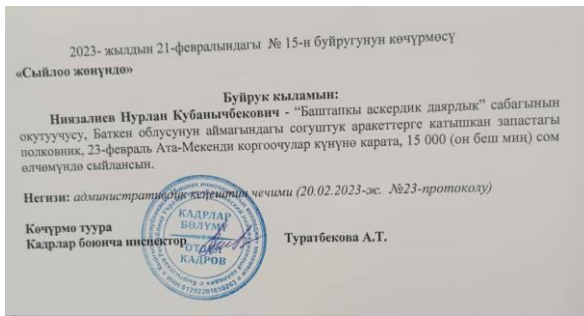 2023- жылдын 21-февралындагы № 15-н буйругунун көчүрмөсү
«Сыйлоо жөнүндө»
Буйрук кыламын:
Ниязалиев Нурлан Кубанычбекович - “Баштапкы аскердик даярдык” сабагынын
окутуучусу, Баткен облусунун аймагындагы согуштук аракеттерге катышкан запастагы
полковник, 23-февраль Ата-Мекенди коргоочулар күнүнө карата, 15 000 (он беш миң) сом
өлчөмүндө сыйлансын.
Негизи: административдик кеңештин чечими (20.02.2023-ж. №23-протоколу)
Көчүрмө туура
Кадрлар боюнча инспектор Туратбекова А.Т.
КАДРЛАР
БӨЛҮМҮ
ОТДЕЛ
КАДРОВ